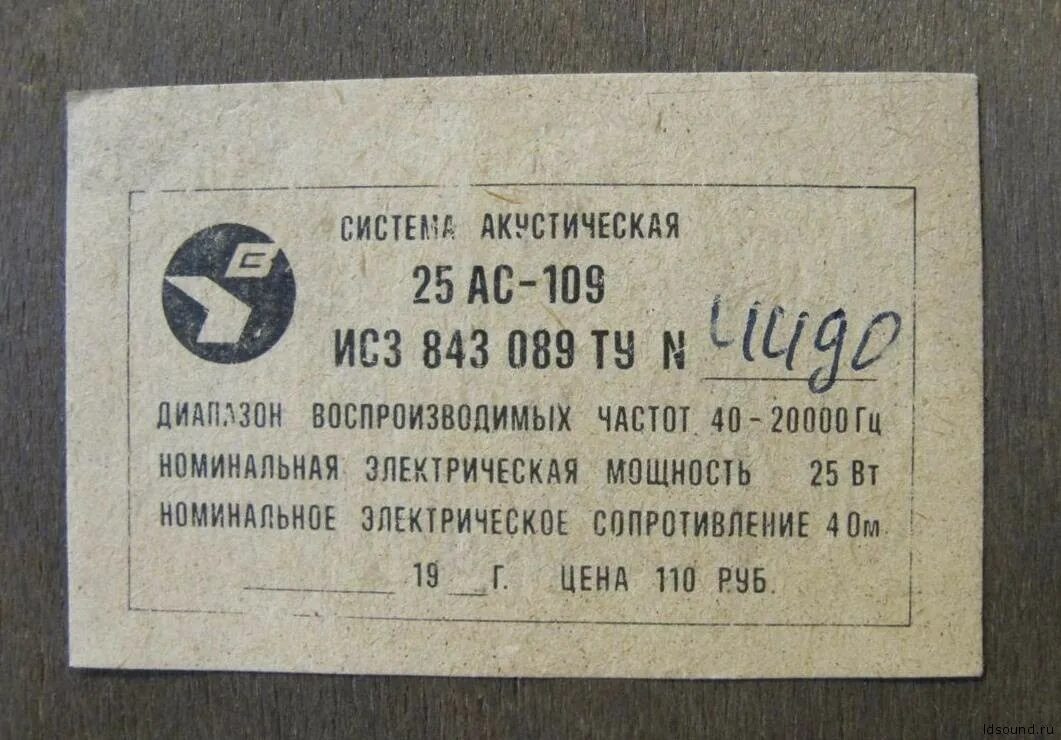 СИСТЕМА АКУСТИЧЕСКАЯ
В
25 АС-109
ИСЗ 843 089 ТУ N 44490
ДИАПАЗОН ВОСПРОИЗВОДИМЫХ ЧАСТОТ 40-20000 Гц
НОМИНАЛЬНАЯ ЭЛЕКТРИЧЕСКАЯ МОЩНОСТЬ 25 Вт
НОМИНАЛЬНОЕ ЭЛЕКТРИЧЕСКОЕ СОПРОТИВЛЕНИЕ 4 Ом
19 Г. ЦЕНА 110 РУБ.
ldsound.ru